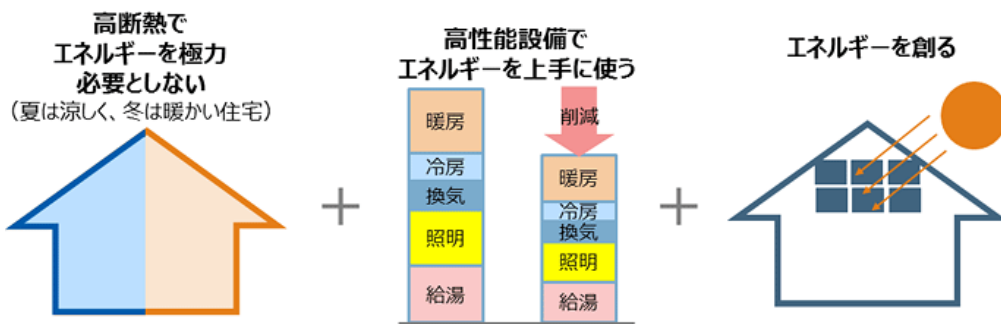 高断熱で
エネルギーを極力
必要としない
（夏は涼しく、冬は暖かい住宅）
＋
高性能設備で
エネルギーを上手に使う
暖房
冷房
換気
照明
給湯
削減
暖房
冷房
換気
照明
給湯
＋
エネルギーを創る